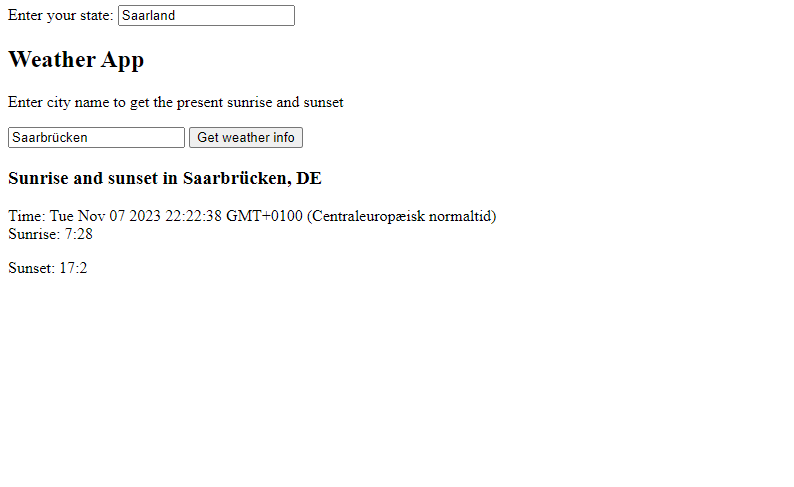 Enter your state: Saarland
Weather App
Enter city name to get the present sunrise and sunset
Saarbrücken Get weather info
Sunrise and sunset in Saarbrücken, DE
Time: Tue Nov 07 2023 22:22:38 GMT+0100 (Centraleuropæisk normaltid)
Sunrise: 7:28
Sunset: 17:2